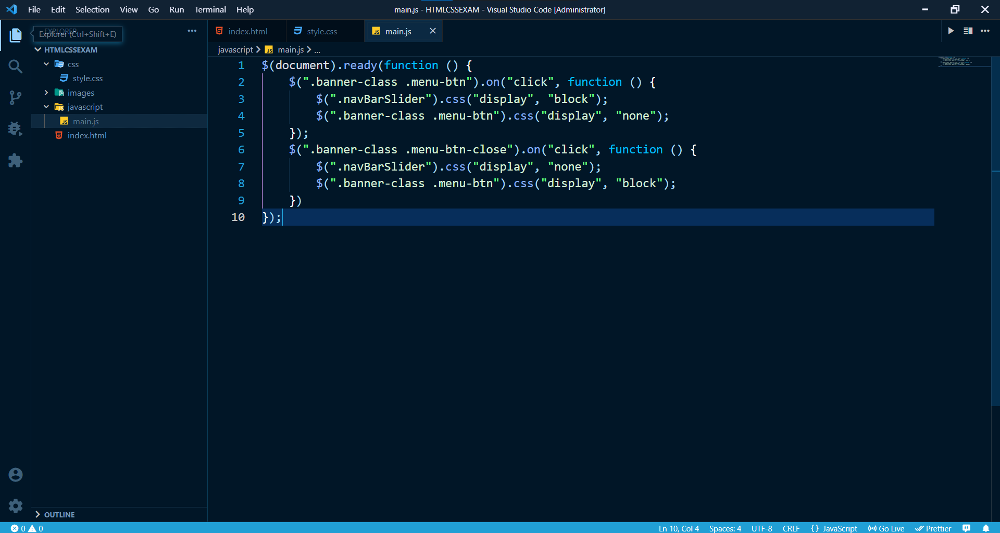 File Edit Selection View Go Run Terminal Help
main.js - HTMLCSSEXAM - Visual Studio Code [Administrator]
EXPLORER
Explorer (Ctrl+Shift+E)
HTMLCSSEXAM
css
style.css
images
javascript
main.js
index.html
OUTLINE
index.html style.css main.js
javascript > main.js > ...
1 $(document).ready(function () {
2     $(".banner-class .menu-btn").on("click", function () {
3         $(".navBarSlider").css("display", "block");
4         $(".banner-class .menu-btn").css("display", "none");
5     });
6     $(".banner-class .menu-btn-close").on("click", function () {
7         $(".navBarSlider").css("display", "none");
8         $(".banner-class .menu-btn").css("display", "block");
9     })
10 });
0 0 Ln 10, Col 4 Spaces: 4 UTF-8 CRLF {} JavaScript Go Live Prettier